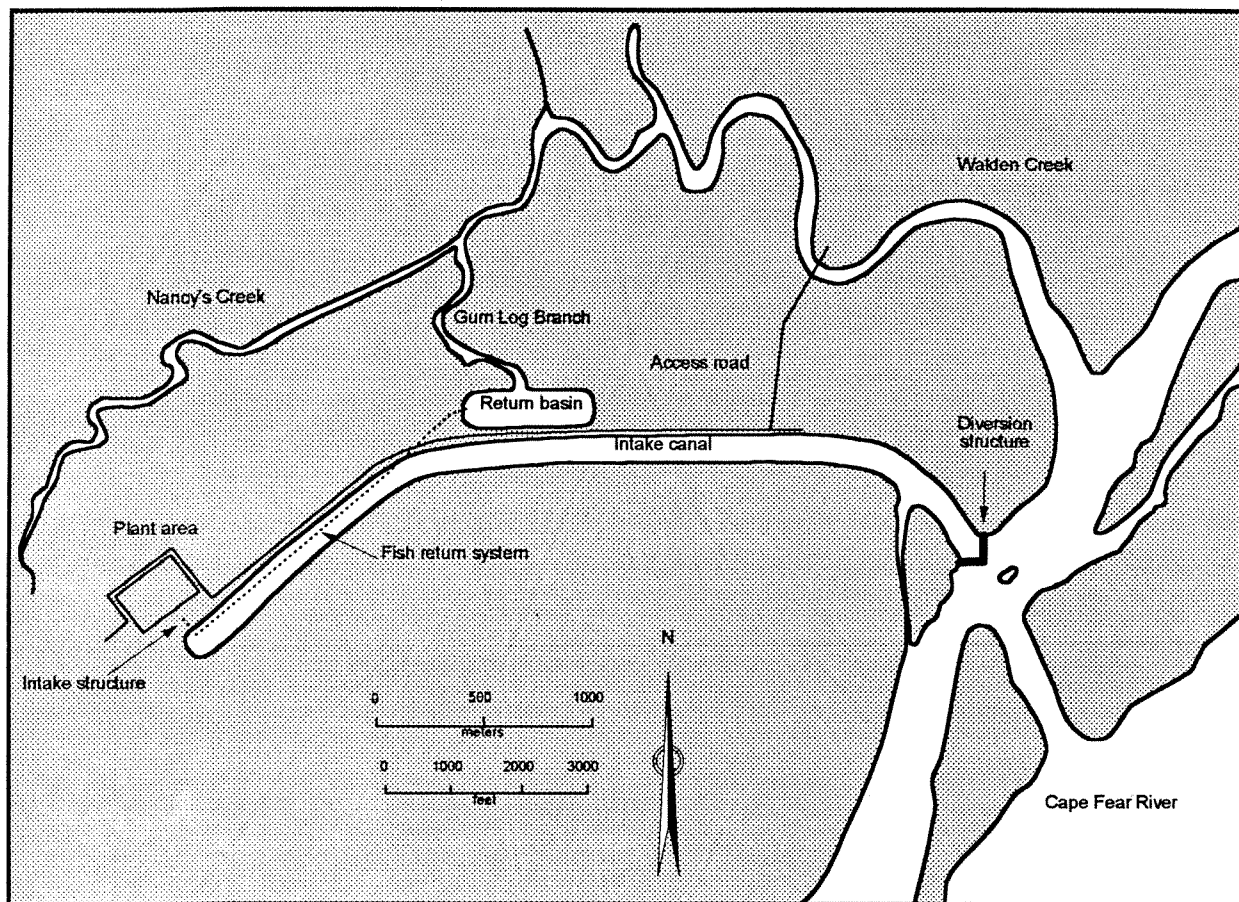 Walden Creek
Nancy's Creek
Gum Log Branch
Access road
Return basin
Diversion
structure
Intake canal
Plant area
Fish return system
N
Intake structure
0 500 1000
meters
0 1000 2000 3000
feet
Cape Fear River